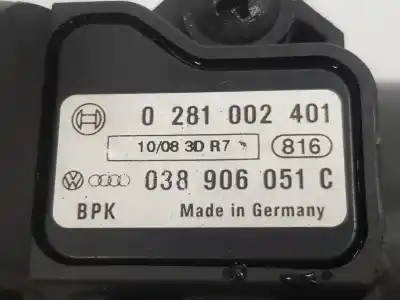 0 281 002 401
10/08 3D R7
816
038 906 051 C
BPK Made in Germany